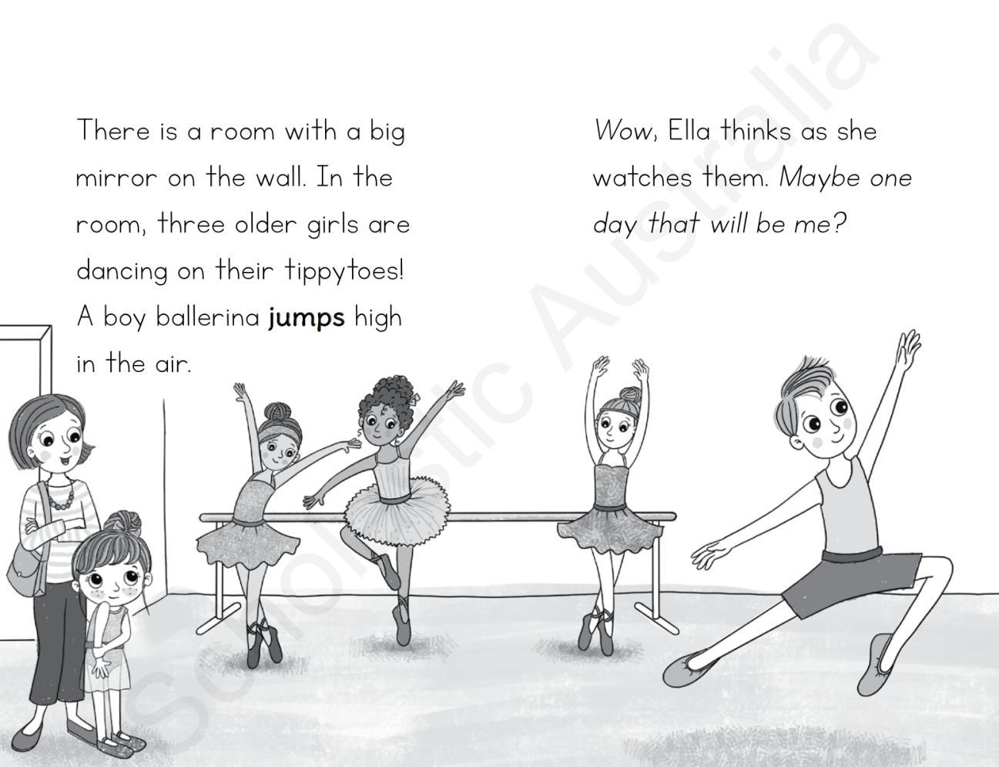 There is a room with a big
mirror on the wall. In the
room, three older girls are
dancing on their tippytoes!
A boy ballerina jumps high
in the air.
Wow, Ella thinks as she
watches them. Maybe one
day that will be me?
Scholastic Australia